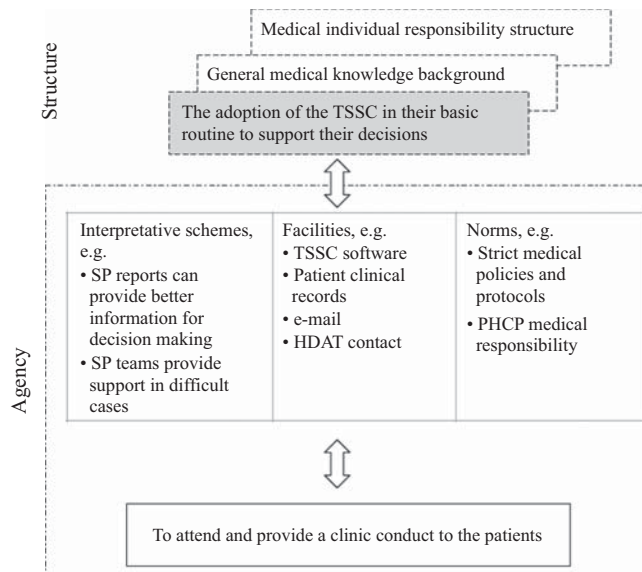 Structure
Medical individual responsibility structure
General medical knowledge background
The adoption of the TSSC in their basic
routine to support their decisions
Agency
Interpretative schemes,
e.g.
• SP reports can
provide better
information for
decision making
• SP teams provide
support in difficult
cases
Facilities, e.g.
• TSSC software
• Patient clinical
records
• e-mail
• HDAT contact
Norms, e.g.
• Strict medical
policies and
protocols
• PHCP medical
responsibility
To attend and provide a clinic conduct to the patients